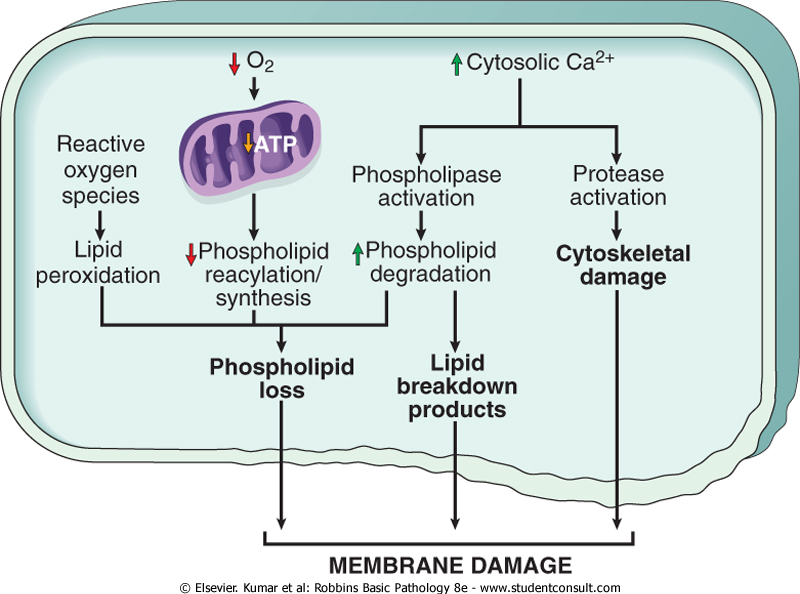 ↓ O₂
↑ Cytosolic Ca²⁺
↓ATP
Reactive
oxygen
species
Phospholipase
activation
Protease
activation
Lipid
peroxidation
↓Phospholipid
reacylation/
synthesis
↑Phospholipid
degradation
Cytoskeletal
damage
Phospholipid
loss
Lipid
breakdown
products
MEMBRANE DAMAGE
© Elsevier. Kumar et al: Robbins Basic Pathology 8e - www.studentconsult.com